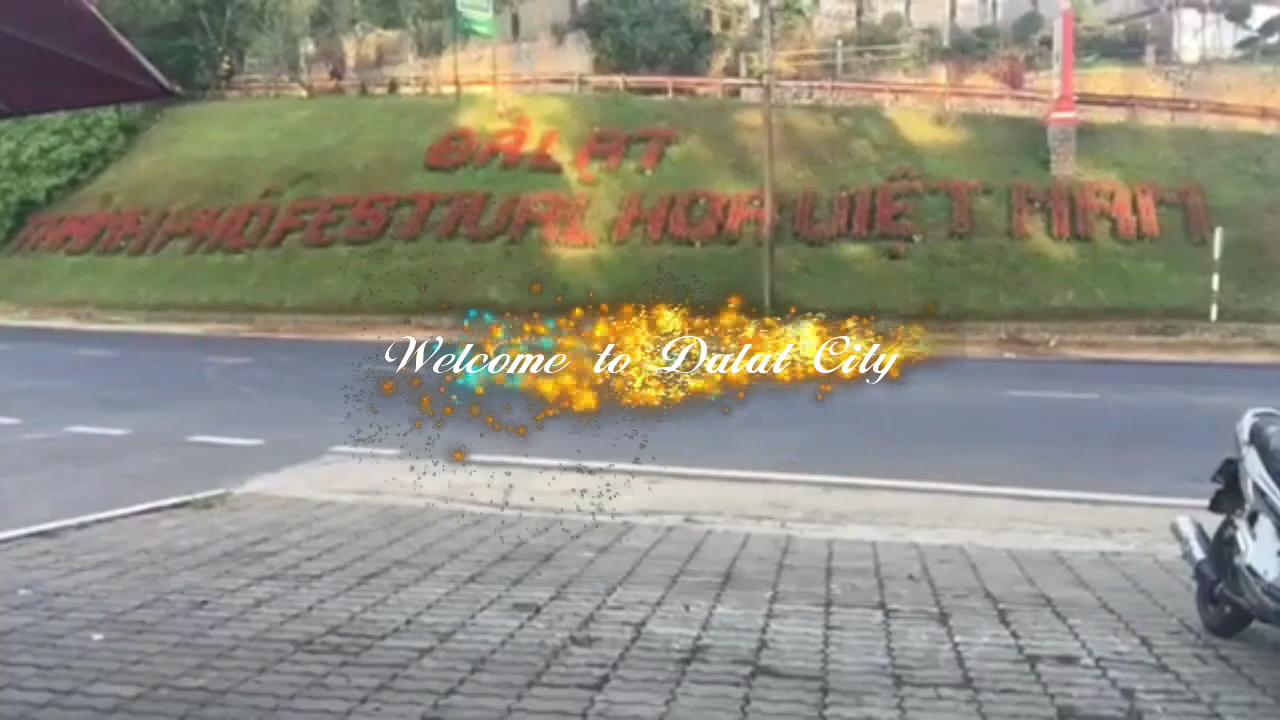 ĐÀ LẠT
THÀNH PHỐ FESTIVAL HOA VIỆT NAM
Welcome to Dalat City